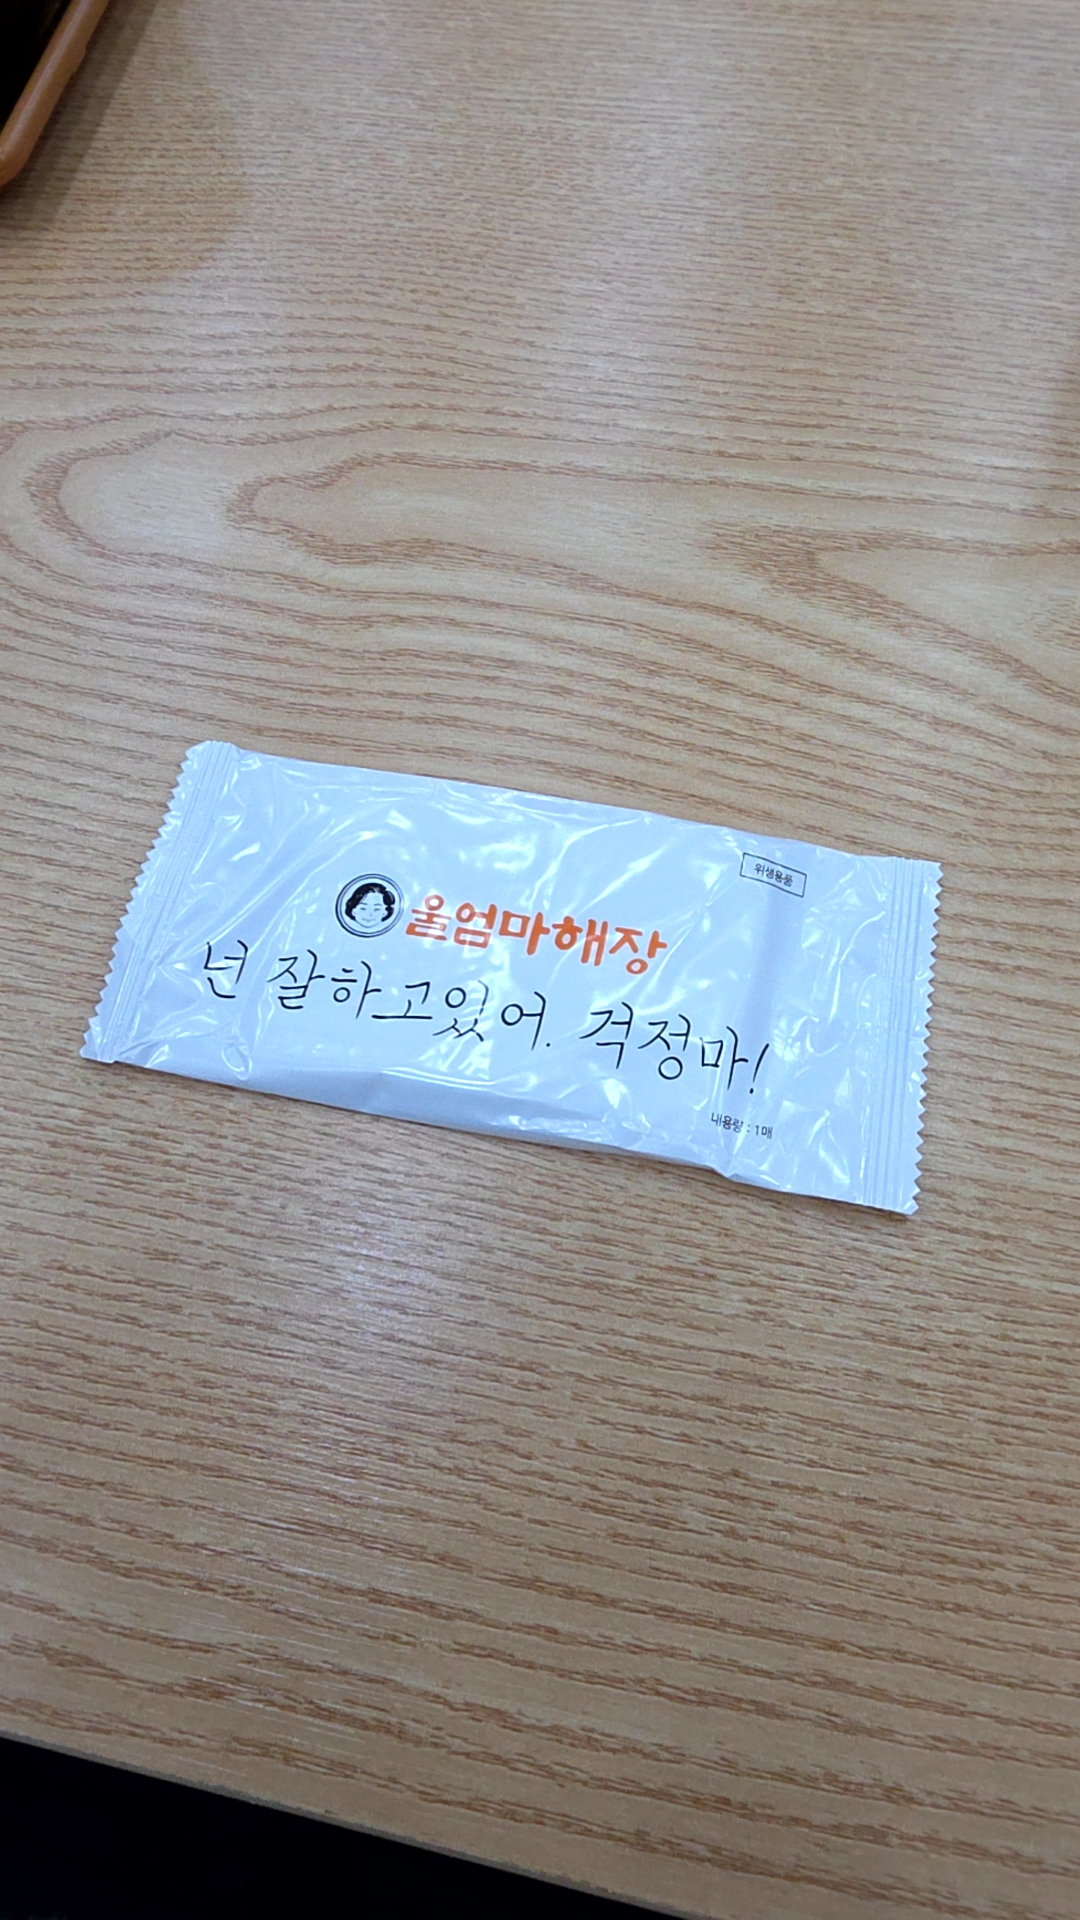 위생용품
울엄마해장
넌 잘하고있어. 걱정마!
내용량 : 1매